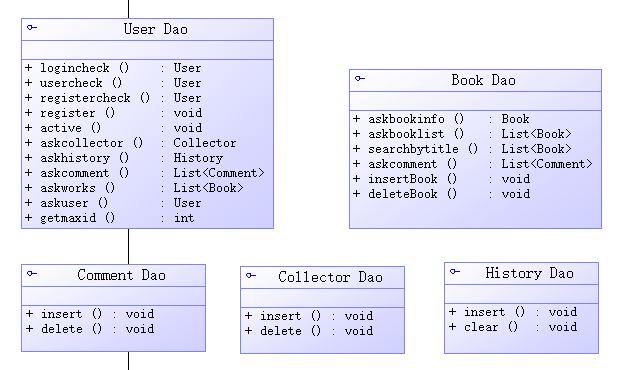 User Dao
+ logincheck () : User
+ usercheck () : User
+ registercheck () : User
+ register () : void
+ active () : void
+ askcollector () : Collector
+ askhistory () : History
+ askcomment () : List<Comment>
+ askworks () : List<Book>
+ askuser () : User
+ getmaxid () : int
Book Dao
+ askbookinfo () : Book
+ askbooklist () : List<Book>
+ searchbytitle () : List<Book>
+ askcomment () : List<Comment>
+ insertBook () : void
+ deleteBook () : void
Comment Dao
+ insert () : void
+ delete () : void
Collector Dao
+ insert () : void
+ delete () : void
History Dao
+ insert () : void
+ clear () : void